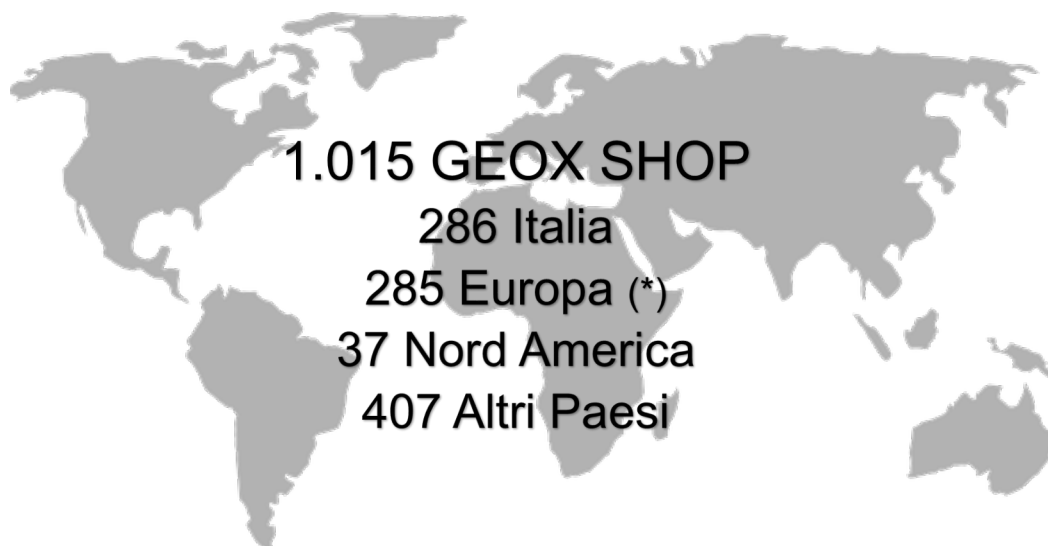 1.015 GEOX SHOP
286 Italia
285 Europa (*)
37 Nord America
407 Altri Paesi